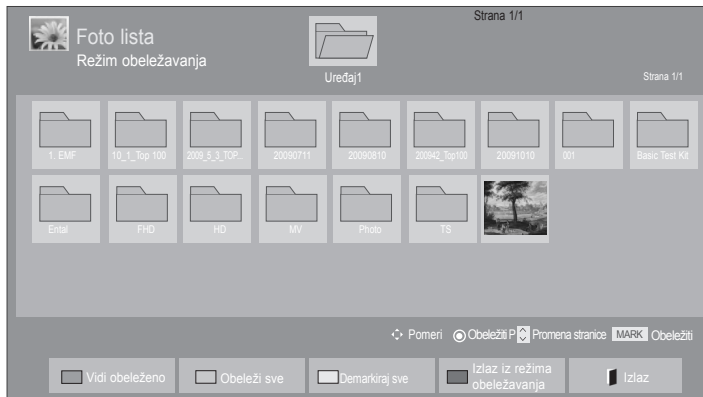 Strana 1/1
Foto lista
Režim obeležavanja
Uređaj1
Strana 1/1
1. EMF
10_1_Top 100
2009_5_3_TOP...
20090711
20090810
200942_Top100
20091010
001
Basic Test Kit
Ental
FHD
HD
MV
Photo
TS
Pomeri Obeležiti P Promena stranice MARK Obeležiti
Vidi obeleženo
Obeleži sve
Demarkiraj sve
Izlaz iz režima
obeležavanja
Izlaz